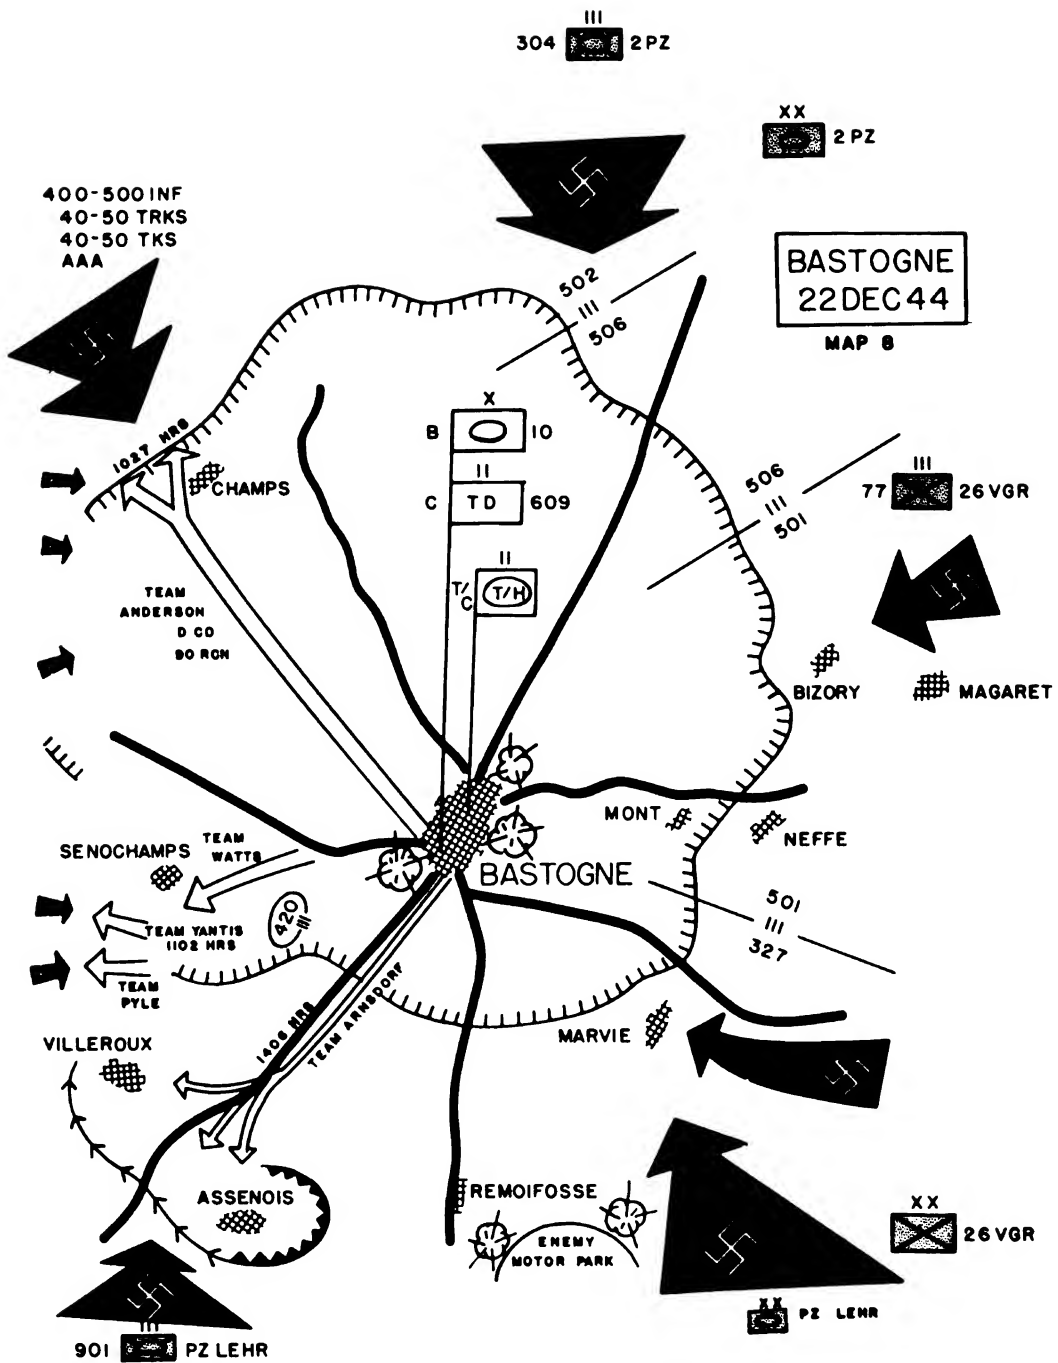 III
304 2 PZ
XX
2 PZ
400-500 INF
40-50 TRKS
40-50 TKS
AAA
BASTOGNE
22 DEC 44
MAP 8
502
III
506
X
B 10
1027 HRS
II
C TD 609
CHAMPS
506
III
501
III
77 26 VGR
II
T/C T/H
TEAM
ANDERSON
D CO
90 RCN
BIZORY
MAGARET
MONT
NEFFE
SENOCHAMPS
TEAM
WATTS
BASTOGNE
420
III
TEAM YANTIS
1102 HRS
501
III
327
TEAM
PYLE
1406 HRS
TEAM ARNSDORF
MARVIE
VILLEROUX
ASSENOIS
REMOIFOSSE
ENEMY
MOTOR PARK
XX
26 VGR
XX
PZ LEHR
III
901 PZ LEHR